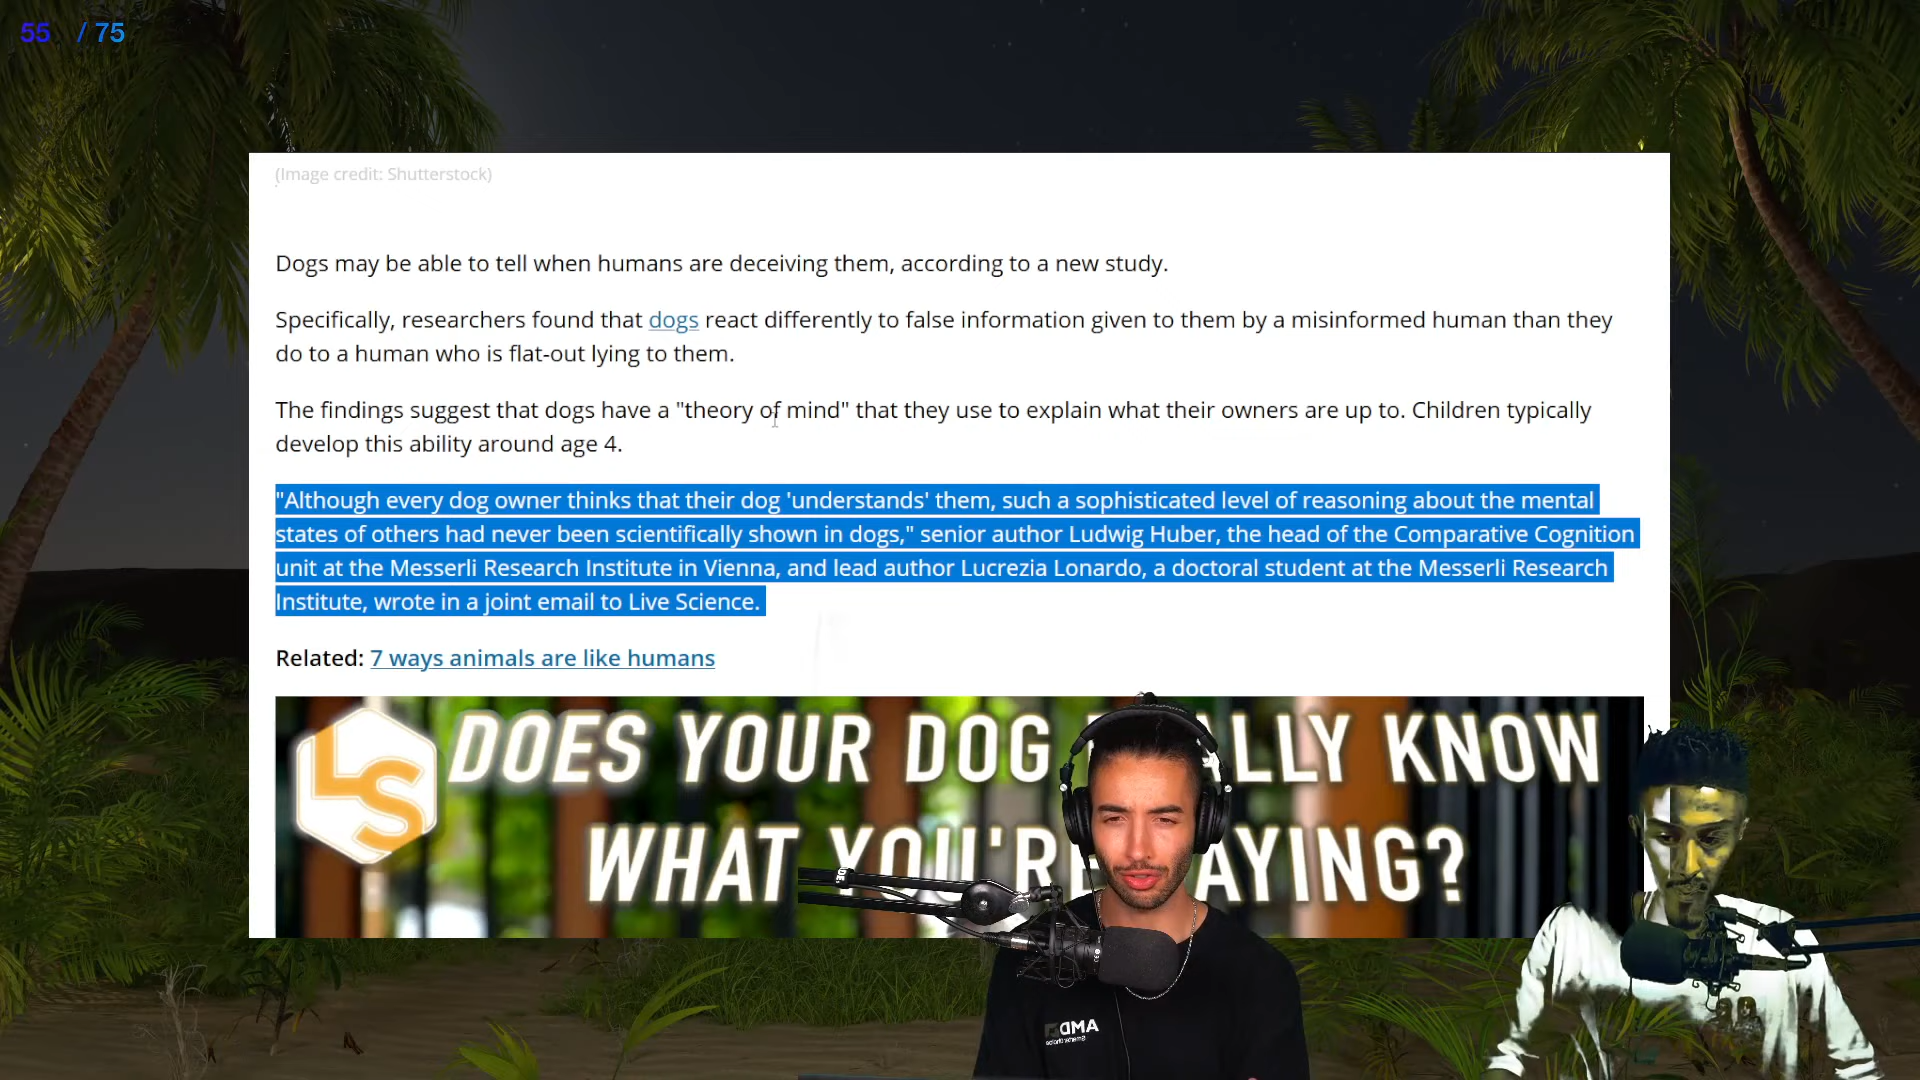 55 / 75
(Image credit: Shutterstock)
Dogs may be able to tell when humans are deceiving them, according to a new study.
Specifically, researchers found that dogs react differently to false information given to them by a misinformed human than they
do to a human who is flat-out lying to them.
The findings suggest that dogs have a "theory of mind" that they use to explain what their owners are up to. Children typically
develop this ability around age 4.
"Although every dog owner thinks that their dog 'understands' them, such a sophisticated level of reasoning about the mental
states of others had never been scientifically shown in dogs," senior author Ludwig Huber, the head of the Comparative Cognition
unit at the Messerli Research Institute in Vienna, and lead author Lucrezia Lonardo, a doctoral student at the Messerli Research
Institute, wrote in a joint email to Live Science.
Related: 7 ways animals are like humans
LS
DOES YOUR DOG ALLY KNOW
WHAT YOU'RE AYING?
AMD